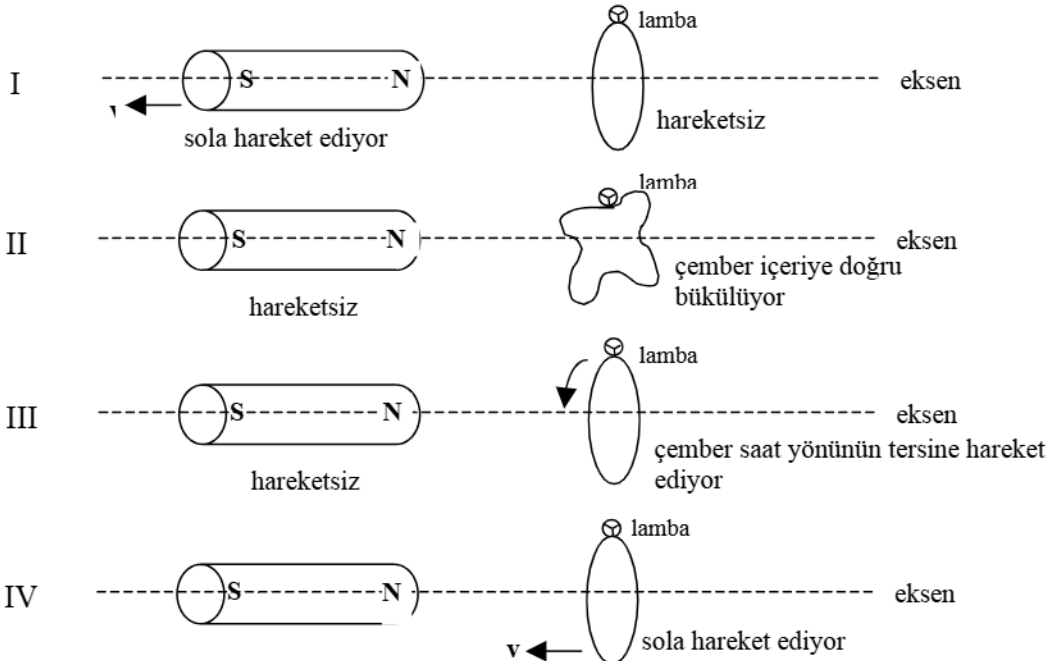 lamba
I S N eksen
v
sola hareket ediyor
hareketsiz
lamba
II S N eksen
hareketsiz
çember içeriye doğru
bükülüyor
lamba
III S N eksen
hareketsiz
çember saat yönünün tersine hareket
ediyor
lamba
IV S N eksen
v sola hareket ediyor